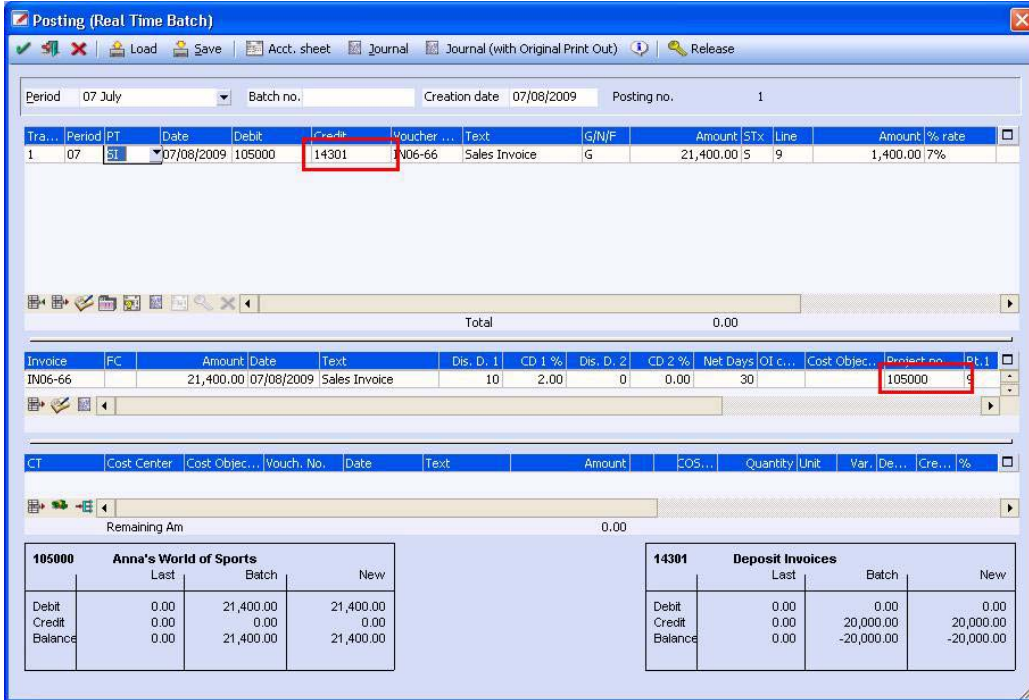 Posting (Real Time Batch)
Load Save Acct. sheet Journal Journal (with Original Print Out) Release
Period 07 July Batch no. Creation date 07/08/2009 Posting no. 1
Tra... Period PT Date Debit Credit Voucher ... Text G/N/F Amount STx Line Amount % rate
1 07 SI 07/08/2009 105000 14301 IN06-66 Sales Invoice G 21,400.00 S 9 1,400.00 7%
Total 0.00
Invoice FC Amount Date Text Dis. D. 1 CD 1 % Dis. D. 2 CD 2 % Net Days OI c... Cost Objec... Project no. Pt.1
IN06-66 21,400.00 07/08/2009 Sales Invoice 10 2.00 0 0.00 30 105000 9
CT Cost Center Cost Objec... Vouch. No. Date Text Amount COS... Quantity Unit Var. De... Cre... %
Remaining Am 0.00
105000 Anna's World of Sports
Last Batch New
Debit 0.00 21,400.00 21,400.00
Credit 0.00 0.00 0.00
Balance 0.00 21,400.00 21,400.00
14301 Deposit Invoices
Last Batch New
Debit 0.00 0.00 0.00
Credit 0.00 20,000.00 20,000.00
Balance 0.00 -20,000.00 -20,000.00